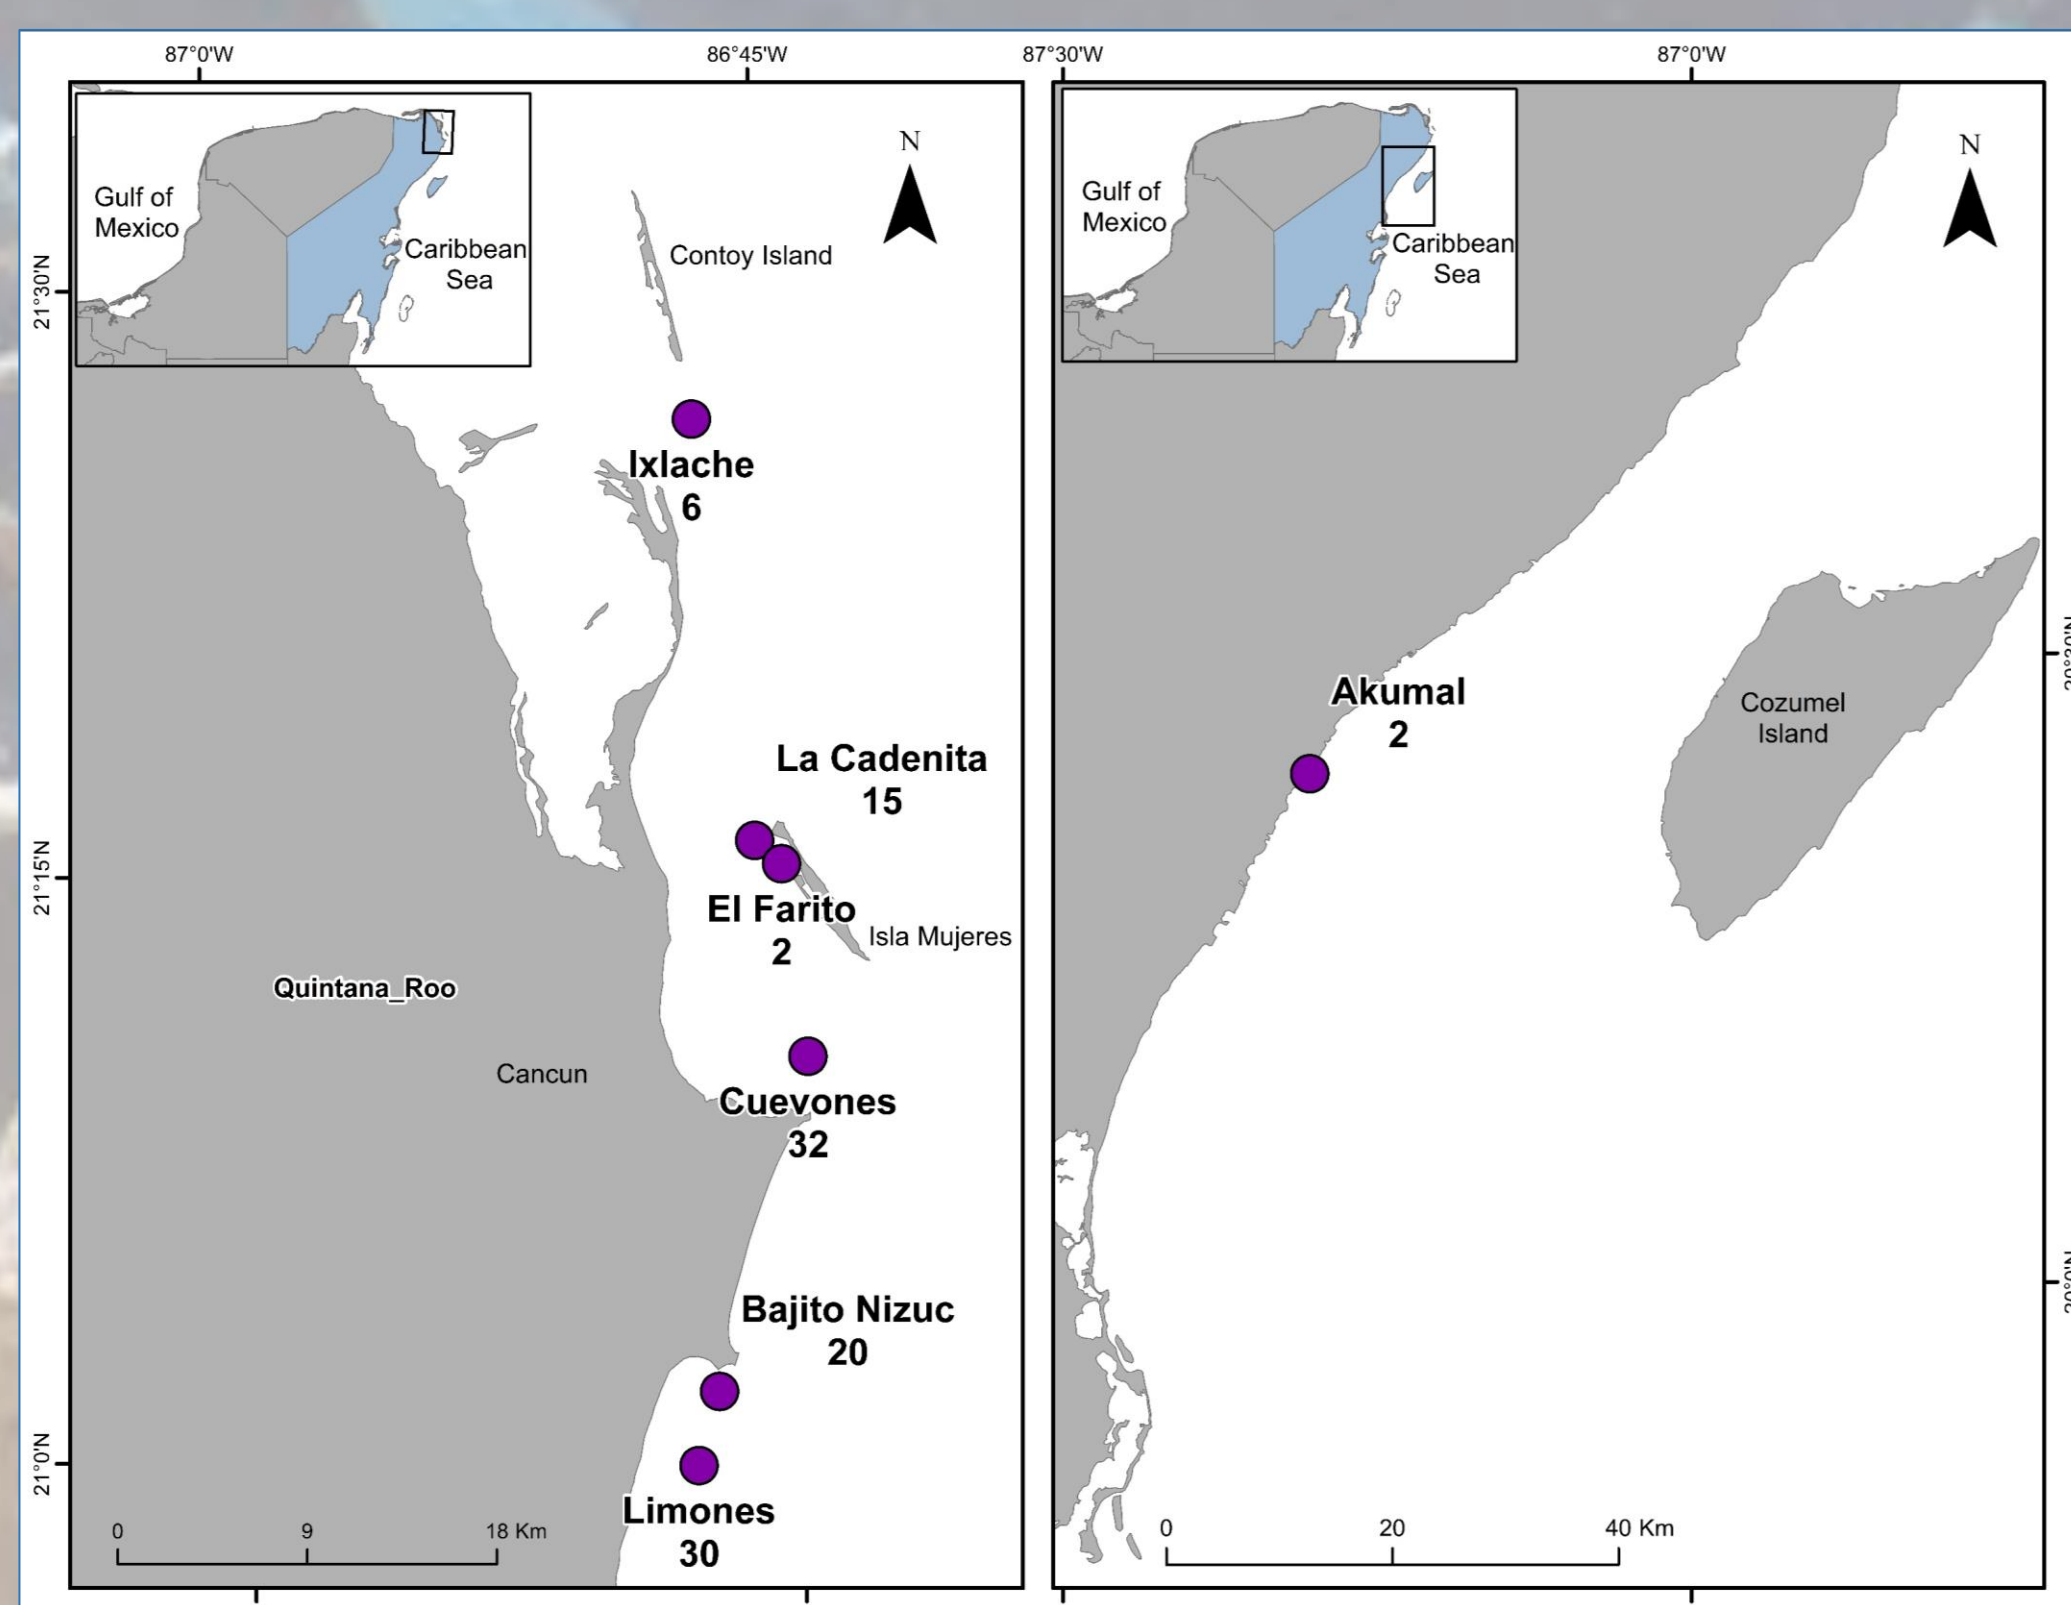 87°0'W
86°45'W
Gulf of
Mexico
Caribbean
Sea
N
Contoy Island
21°30'N
Ixlache
6
La Cadenita
15
21°15'N
El Farito
2
Isla Mujeres
Quintana_Roo
Cancun
Cuevones
32
Bajito Nizuc
20
21°0'N
Limones
30
0 9 18 Km
87°30'W
87°0'W
Gulf of
Mexico
Caribbean
Sea
N
Akumal
2
Cozumel
Island
0 20 40 Km